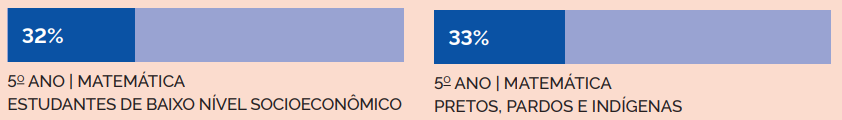 32%
5º ANO | MATEMÁTICA
ESTUDANTES DE BAIXO NÍVEL SOCIOECONÔMICO
33%
5º ANO | MATEMÁTICA
PRETOS, PARDOS E INDÍGENAS